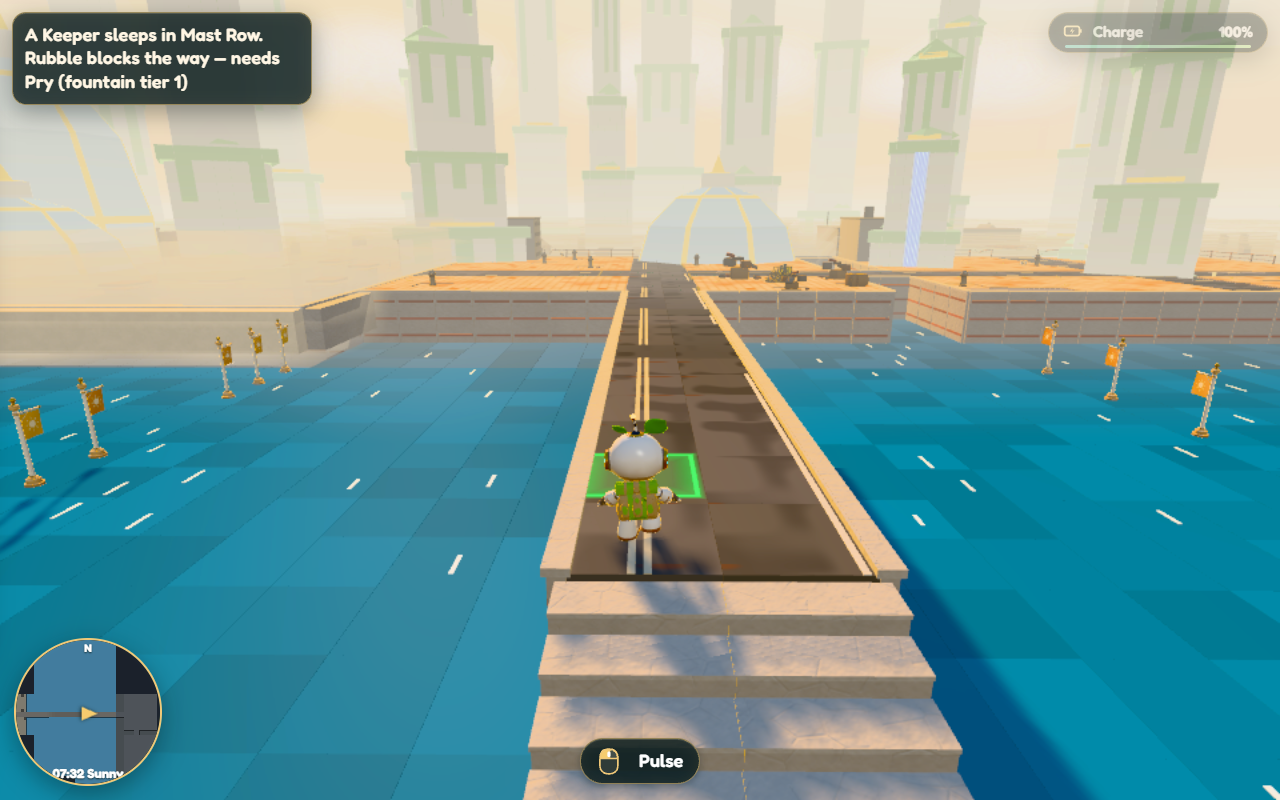 A Keeper sleeps in Mast Row.
Rubble blocks the way — needs
Pry (fountain tier 1)
Charge 100%
N
07:32 Sunny
Pulse